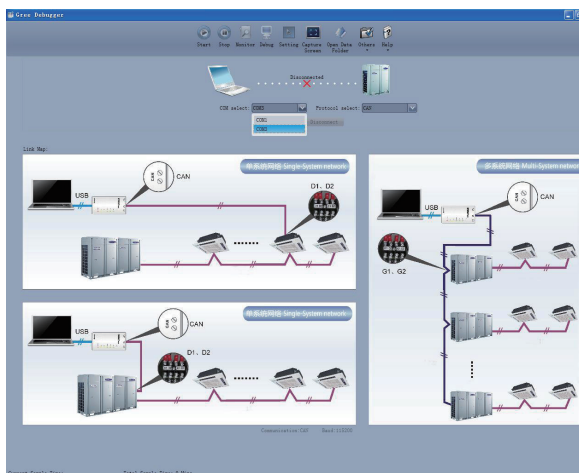 Gree Debugger
Start Stop Monitor Debug Setting Capture Screen Open Data Folder Others Help
Disconnected
COM select: COM3 Protocol select: CAN
COM1
Disconnect
Link Map:
单系统网络 Single-System network
USB
CAN
D1、D2
单系统网络 Single-System network
USB
CAN
D1、D2
多系统网络 Multi-System network
USB
CAN
G1、G2
Communication:CAN